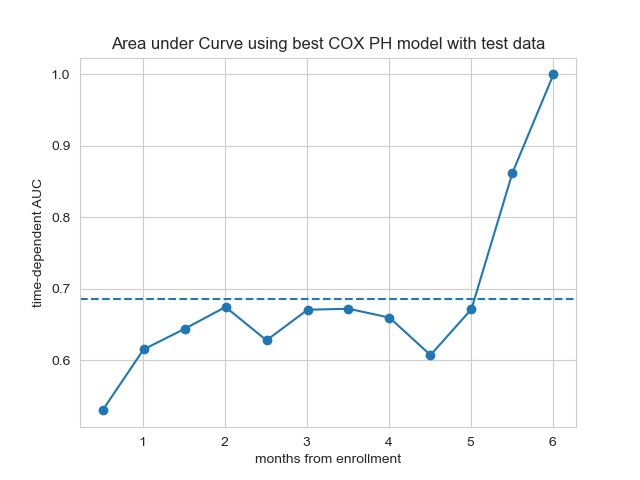 Area under Curve using best COX PH model with test data
time-dependent AUC
1.0
0.9
0.8
0.7
0.6
1 2 3 4 5 6
months from enrollment